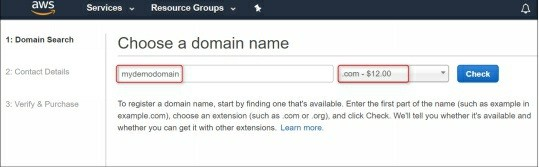 aws
Services
Resource Groups
1: Domain Search
Choose a domain name
2: Contact Details
mydemodomain
.com - $12.00
Check
3: Verify & Purchase
To register a domain name, start by finding one that's available. Enter the first part of the name (such as example in
example.com), choose an extension (such as .com or .org), and click Check. We'll tell you whether it's available and
whether you can get it with other extensions. Learn more.